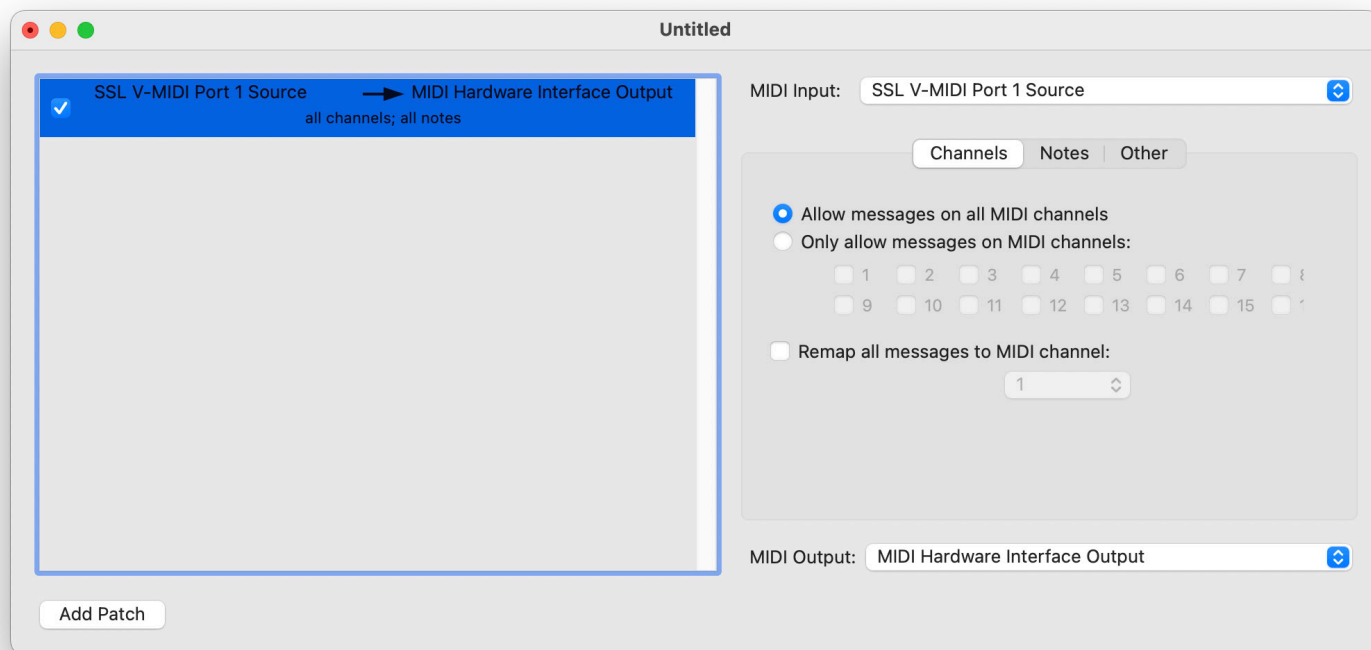 Untitled
SSL V-MIDI Port 1 Source MIDI Hardware Interface Output
all channels; all notes
MIDI Input: SSL V-MIDI Port 1 Source
Channels Notes Other
Allow messages on all MIDI channels
Only allow messages on MIDI channels:
1 2 3 4 5 6 7
9 10 11 12 13 14 15
Remap all messages to MIDI channel:
1
MIDI Output: MIDI Hardware Interface Output
Add Patch